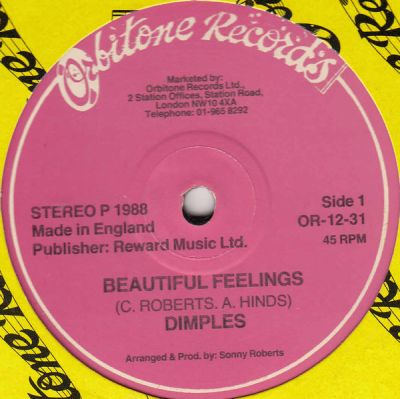 Orbitone Records
Marketed by:
Orbitone Records Ltd.,
2 Station Offices, Station Road,
London NW10 4XA
Telephone: 01-965 8292
STEREO P 1988
Made in England
Publisher: Reward Music Ltd.
Side 1
OR-12-31
45 RPM
BEAUTIFUL FEELINGS
(C. ROBERTS. A. HINDS)
DIMPLES
Arranged & Prod. by: Sonny Roberts